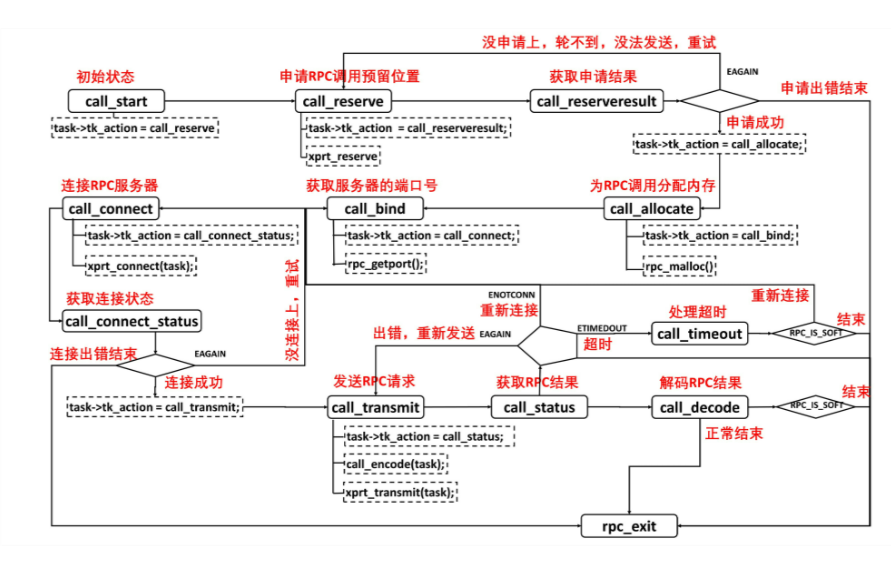 没申请上，轮不到，没法发送，重试
初始状态
申请RPC调用预留位置
获取申请结果
EAGAIN
申请出错结束
call_start
call_reserve
call_reserveresult
task->tk_action = call_reserve
task->tk_action = call_reserveresult;
申请成功
task->tk_action = call_allocate;
xprt_reserve
连接RPC服务器
获取服务器的端口号
为RPC调用分配内存
call_connect
call_bind
call_allocate
task->tk_action = call_connect_status;
task->tk_action = call_connect;
task->tk_action = call_bind;
xprt_connect(task);
rpc_getport();
rpc_malloc()
没连接上，重试
获取连接状态
ENOTCONN
重新连接
重新连接
call_connect_status
出错，重新发送
EAGAIN
ETIMEDOUT
超时
处理超时
call_timeout
RPC_IS_SOFT
结束
连接出错结束
EAGAIN
连接成功
发送RPC请求
获取RPC结果
解码RPC结果
结束
task->tk_action = call_transmit;
call_transmit
call_status
call_decode
RPC_IS_SOFT
task->tk_action = call_status;
正常结束
call_encode(task);
xprt_transmit(task);
rpc_exit